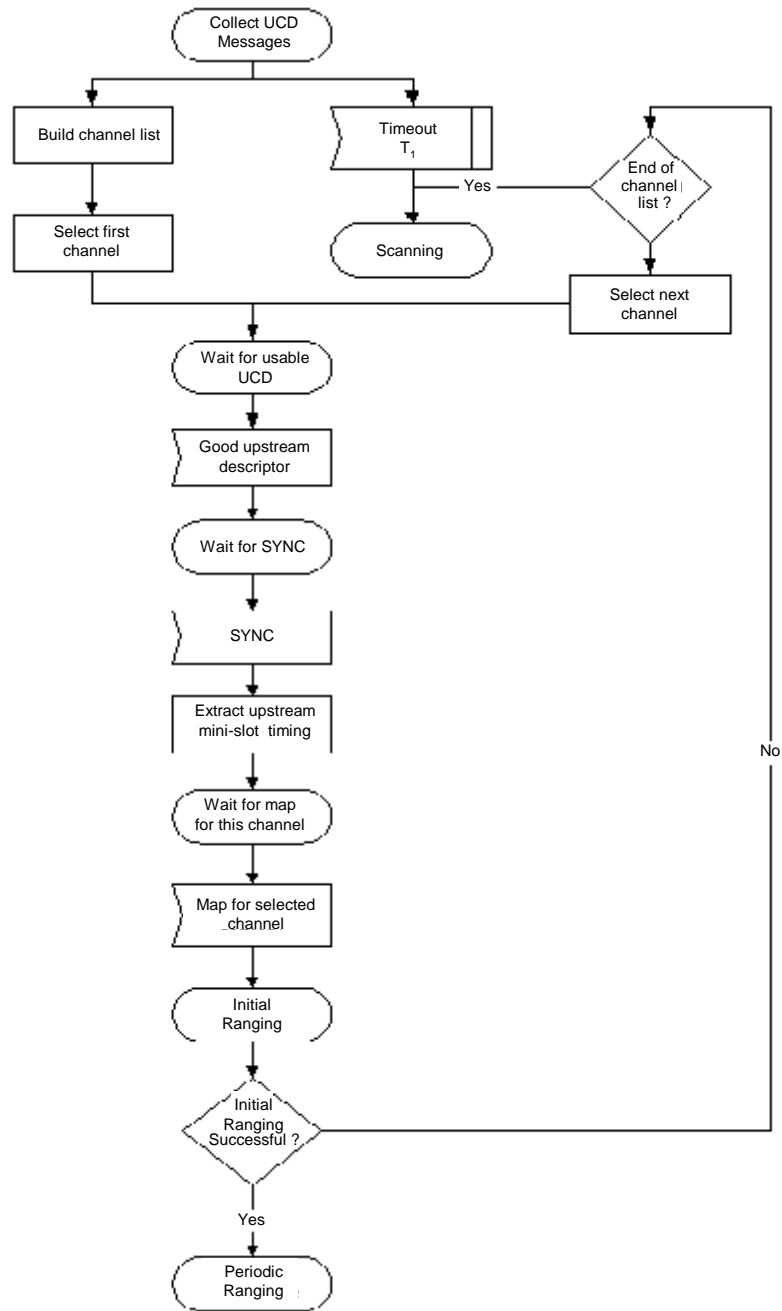 Collect UCD
Messages
Build channel list
Timeout
T1
End of
channel
list ?
Yes
Select first
channel
Scanning
Select next
channel
Wait for usable
UCD
Good upstream
descriptor
Wait for SYNC
SYNC
Extract upstream
mini-slot timing
No
Wait for map
for this channel
Map for selected
channel
Initial
Ranging
Initial
Ranging
Successful ?
Yes
Periodic
Ranging